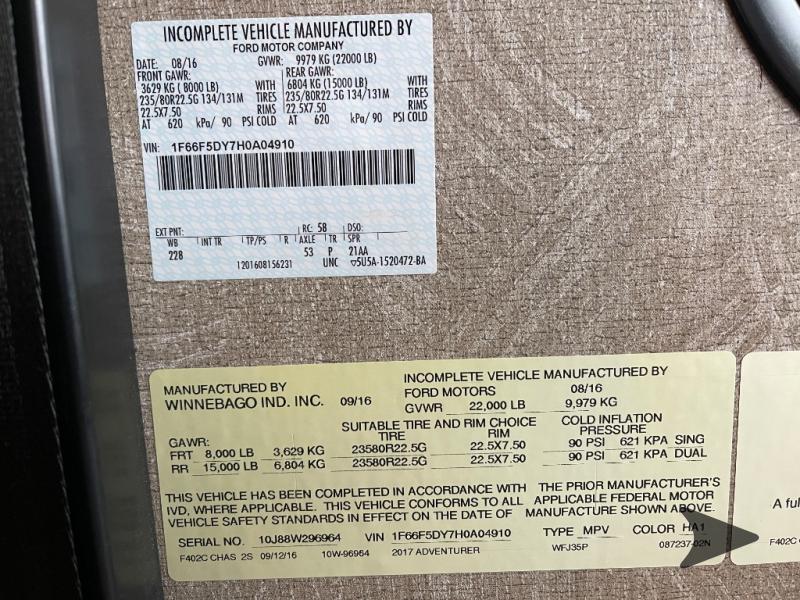 INCOMPLETE VEHICLE MANUFACTURED BY
FORD MOTOR COMPANY
DATE: 08/16 GVWR: 9979 KG (22000 LB)
FRONT GAWR: REAR GAWR:
3629 KG ( 8000 LB) WITH 6804 KG (15000 LB) WITH
235/80R22.5G 134/131M TIRES 235/80R22.5G 134/131M TIRES
22.5X7.50 RIMS 22.5X7.50 RIMS
AT 620 kPa/ 90 PSI COLD AT 620 kPa/ 90 PSI COLD
VIN: 1F66F5DY7H0A04910
EXT PNT: RC: 58 DSO:
WB INT TR TP/PS R AXLE TR SPR
228 53 P 21AA
1201608156231 UNC ▽5U5A-1520472-BA
MANUFACTURED BY
WINNEBAGO IND. INC. 09/16
INCOMPLETE VEHICLE MANUFACTURED BY
FORD MOTORS 08/16
GVWR 22,000 LB 9,979 KG
SUITABLE TIRE AND RIM CHOICE COLD INFLATION
GAWR: TIRE RIM PRESSURE
FRT 8,000 LB 3,629 KG 23580R22.5G 22.5X7.50 90 PSI 621 KPA SING
RR 15,000 LB 6,804 KG 23580R22.5G 22.5X7.50 90 PSI 621 KPA DUAL
THIS VEHICLE HAS BEEN COMPLETED IN ACCORDANCE WITH THE PRIOR MANUFACTURER'S
IVD, WHERE APPLICABLE. THIS VEHICLE CONFORMS TO ALL APPLICABLE FEDERAL MOTOR
VEHICLE SAFETY STANDARDS IN EFFECT ON THE DATE OF MANUFACTURE SHOWN ABOVE.
SERIAL NO. 10J88W296964 VIN 1F66F5DY7H0A04910 TYPE MPV COLOR HA1
F402C CHAS 2S 09/12/16 10W-96964 2017 ADVENTURER WFJ35P 087237-02N
A ful
F402C